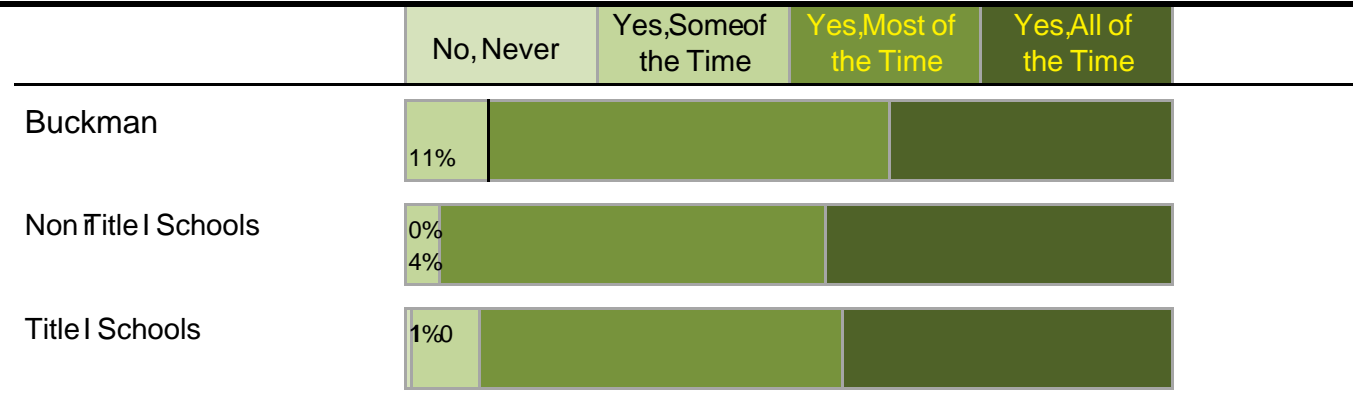 No, Never
Yes,Someof
the Time
Yes,Most of
the Time
Yes,All of
the Time
Buckman
11%
Non Title I Schools
0%
4%
Title I Schools
1%0